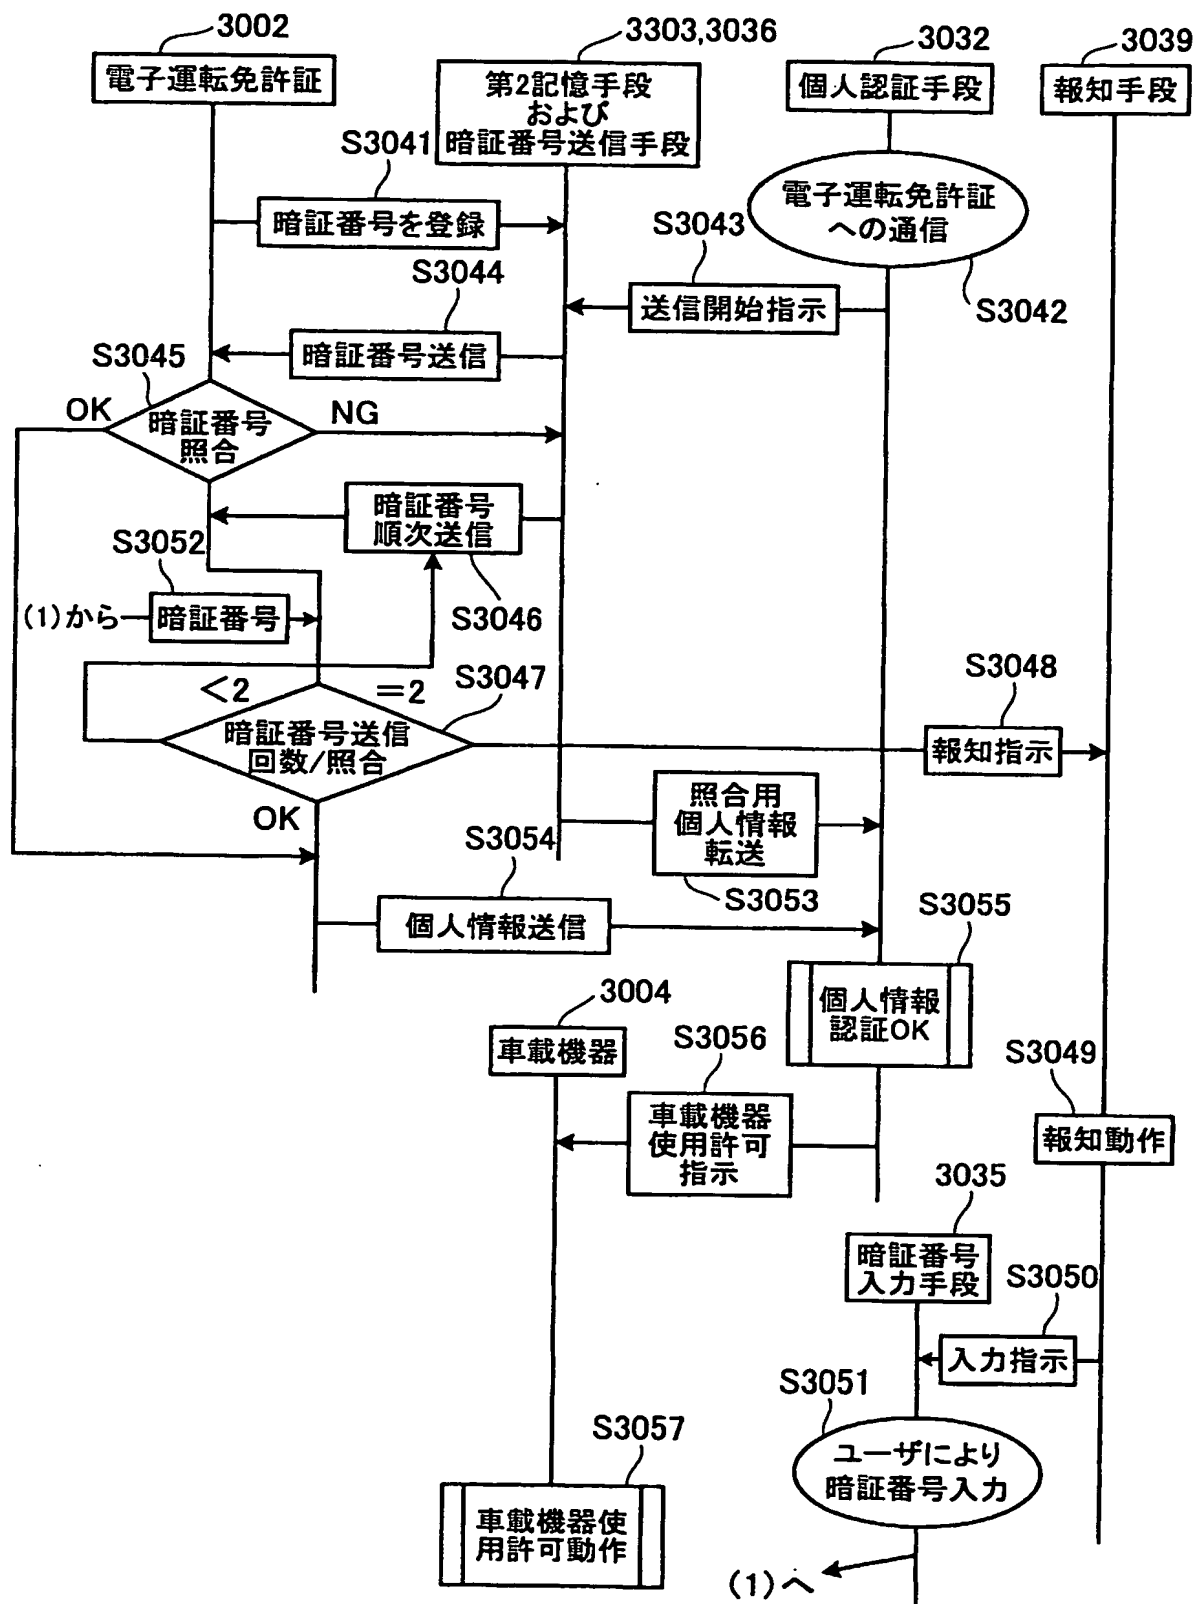 3002
3303,3036
3032
3039
電子運転免許証
第2記憶手段
および
暗証番号送信手段
個人認証手段
報知手段
S3041
暗証番号を登録
電子運転免許証
への通信
S3042
S3043
送信開始指示
S3044
暗証番号送信
S3045
OK
NG
暗証番号
照合
暗証番号
順次送信
S3046
S3052
(1)から
暗証番号
<2
=2
S3047
暗証番号送信
回数/照合
OK
S3048
報知指示
照合用
個人情報
転送
S3053
S3054
個人情報送信
S3055
個人情報
認証OK
3004
車載機器
S3056
車載機器
使用許可
指示
S3049
報知動作
3035
暗証番号
入力手段
S3050
入力指示
S3051
ユーザにより
暗証番号入力
S3057
車載機器使
用許可動作
(1)へ